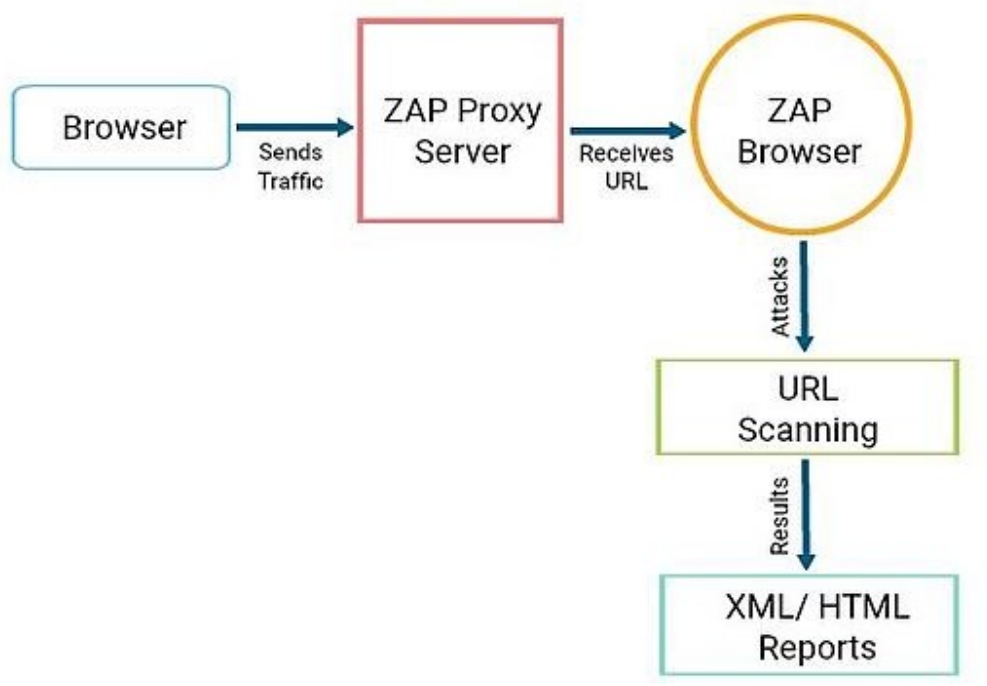 Browser
Sends
Traffic
ZAP Proxy
Server
Receives
URL
ZAP
Browser
Attacks
URL
Scanning
Results
XML/ HTML
Reports